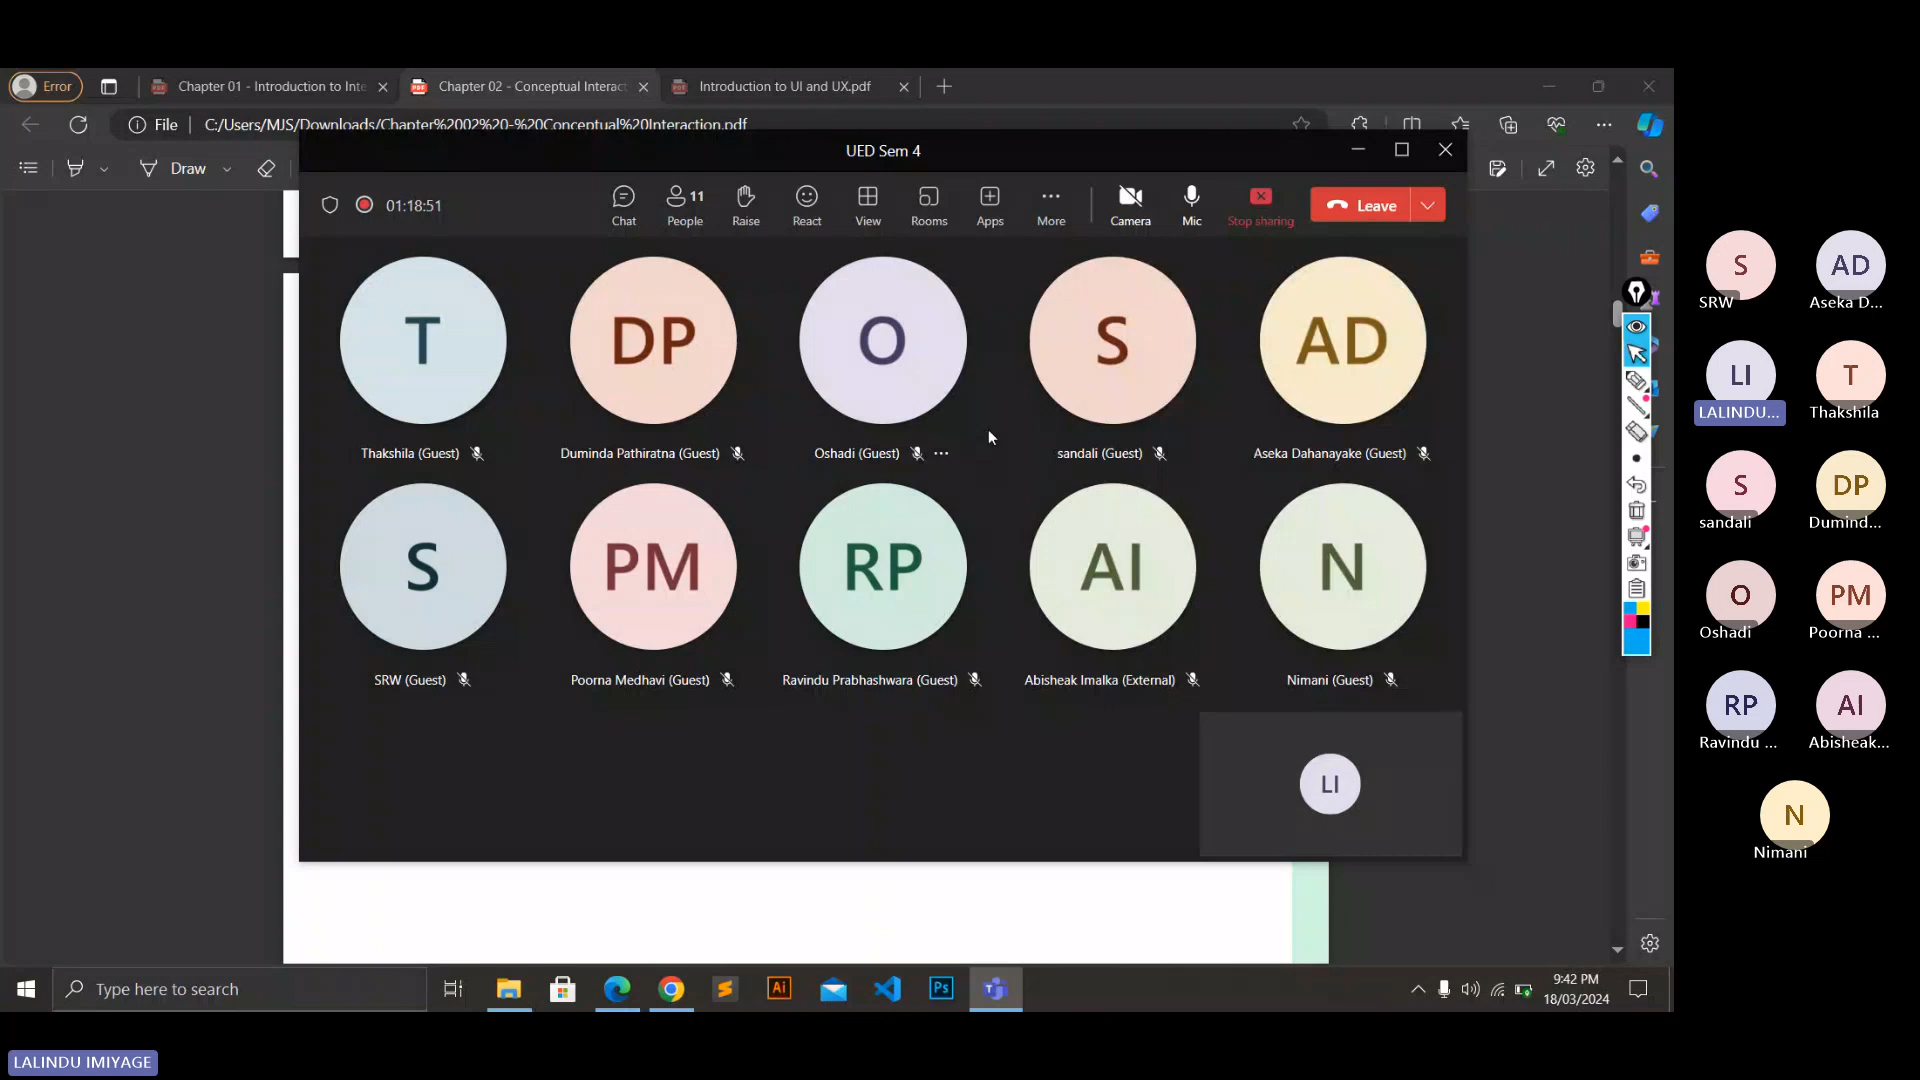 Error
Chapter 01 - Introduction to Inte
Chapter 02 - Conceptual Interact
Introduction to UI and UX.pdf
File
C:/Users/MJS/Downloads/Chapter%2002%20-%20Conceptual%20Interaction.pdf
Draw
UED Sem 4
01:18:51
Chat
11
People
Raise
React
View
Rooms
Apps
More
Camera
Mic
Stop sharing
Leave
T
DP
O
S
AD
Thakshila (Guest)
Duminda Pathiratna (Guest)
Oshadi (Guest)
sandali (Guest)
Aseka Dahanayake (Guest)
S
PM
RP
AI
N
SRW (Guest)
Poorna Medhavi (Guest)
Ravindu Prabhashwara (Guest)
Abisheak Imalka (External)
Nimani (Guest)
LI
S
AD
SRW
Aseka D...
LI
T
LALINDU...
Thakshila
S
DP
sandali
Dumind...
O
PM
Oshadi
Poorna ...
RP
AI
Ravindu ...
Abisheak...
N
Nimani
Type here to search
Ai
Ps
9:42 PM
18/03/2024
LALINDU IMIYAGE